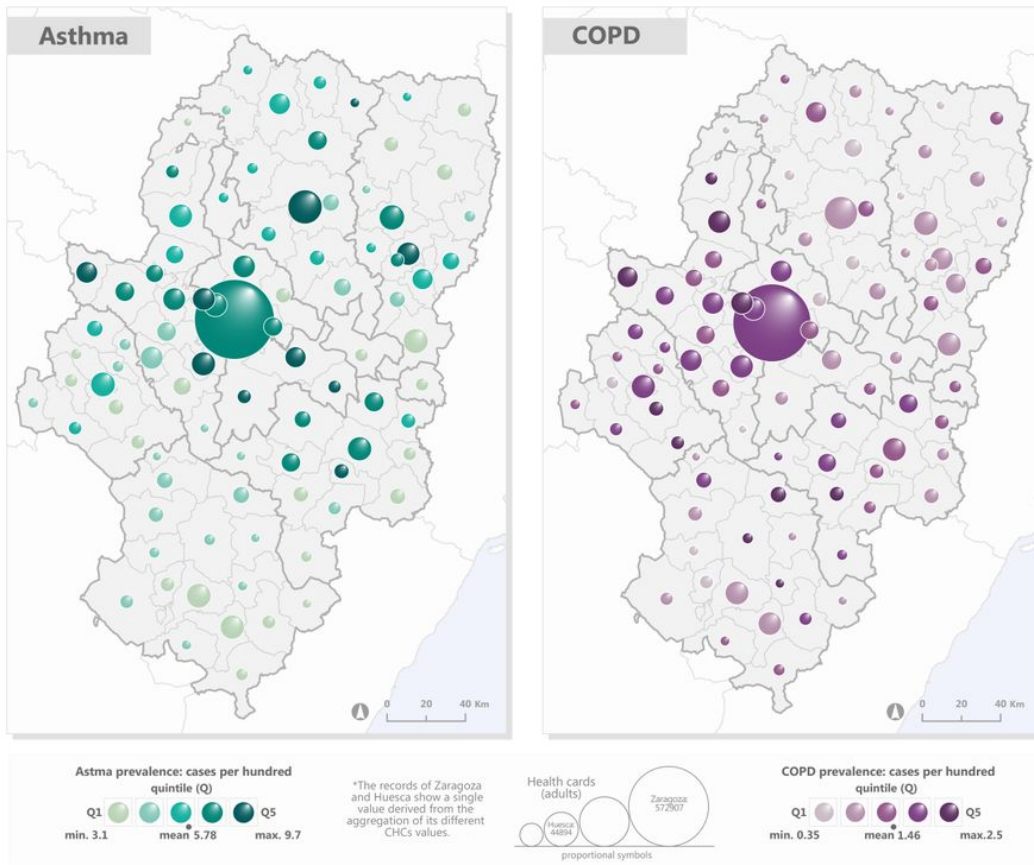 Asthma
COPD
0 20 40 Km
0 20 40 Km
Astma prevalence: cases per hundred
quintile (Q)
Q1 Q5
min. 3.1 mean 5.78 max. 9.7
*The records of Zaragoza
and Huesca show a single
value derived from the
aggregation of its different
CHCs values.
Health cards
(adults)
Huesca:
44894
Zaragoza:
572907
proportional symbols
COPD prevalence: cases per hundred
quintile (Q)
Q1 Q5
min. 0.35 mean 1.46 max.2.5